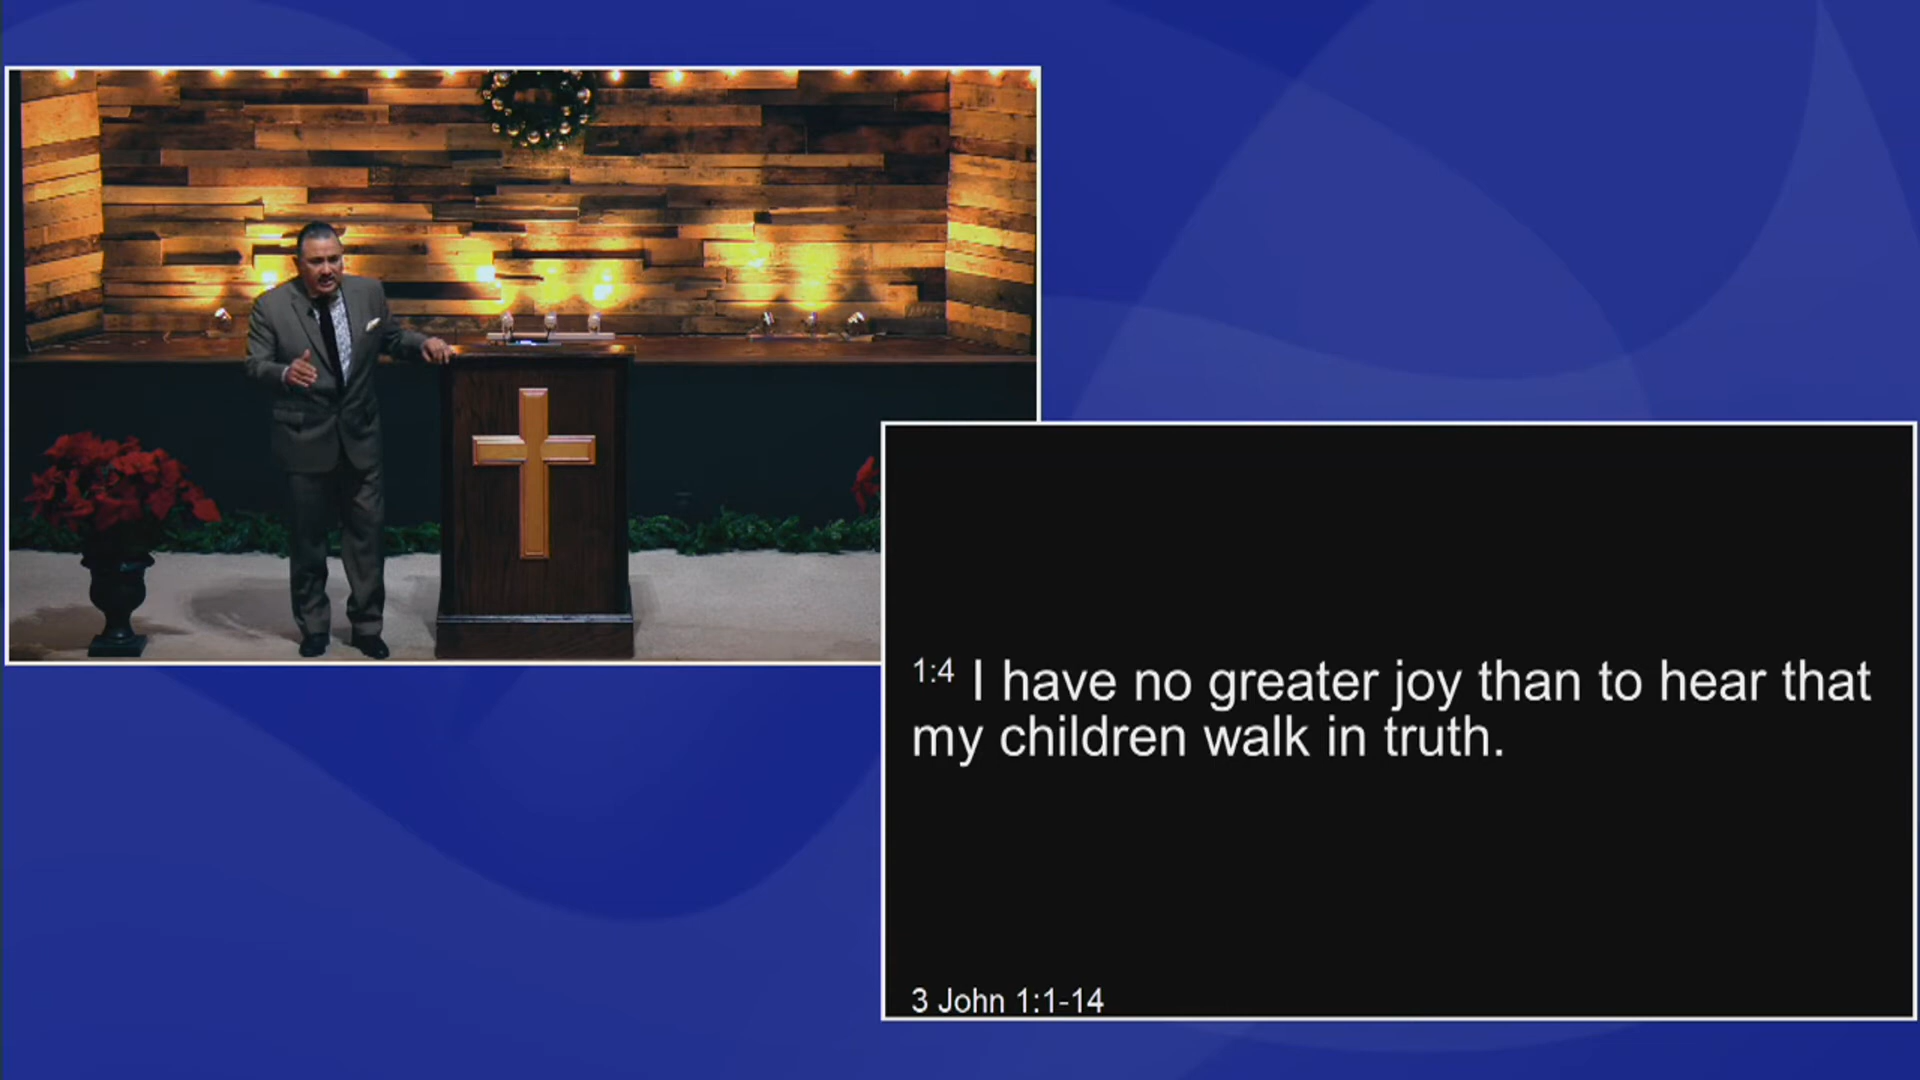 1:4 I have no greater joy than to hear that
my children walk in truth.
3 John 1:1-14